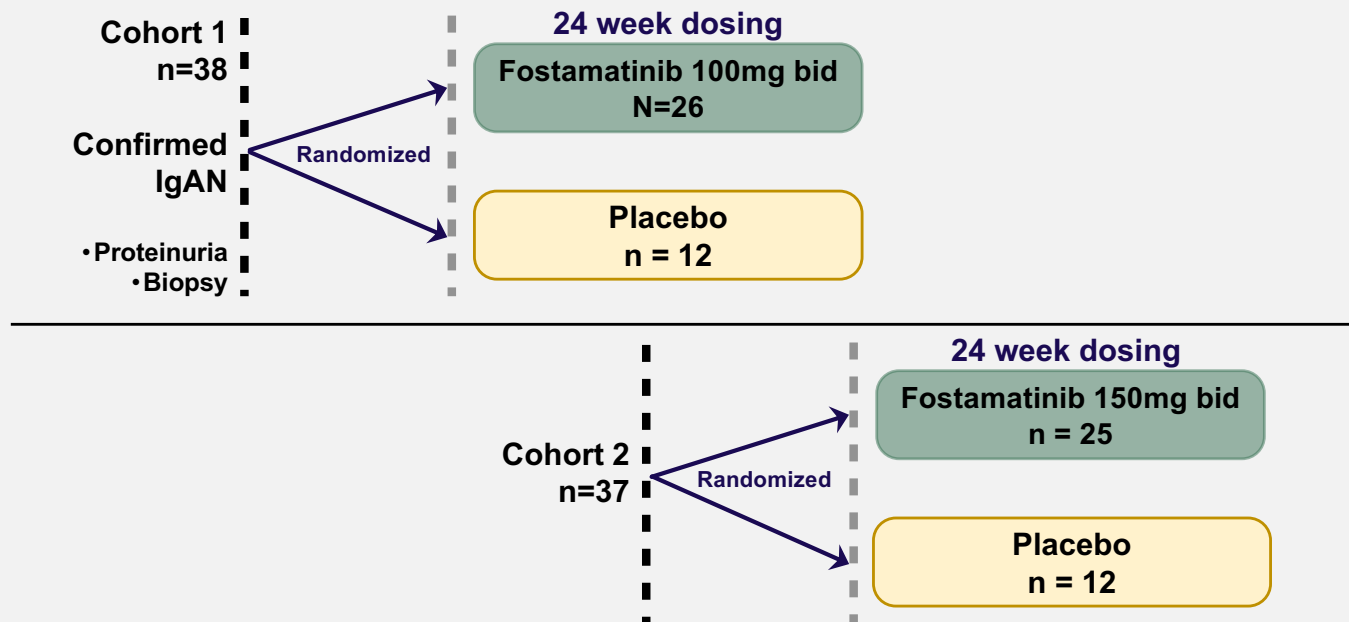 Cohort 1
n=38
Confirmed
IgAN
•Proteinuria
•Biopsy
Randomized
24 week dosing
Fostamatinib 100mg bid
N=26
Placebo
n = 12
Cohort 2
n=37
Randomized
24 week dosing
Fostamatinib 150mg bid
n = 25
Placebo
n = 12